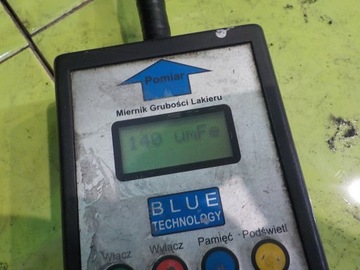 Pomiar
Miernik Grubości Lakieru
140 umFe
BLUE
TECHNOLOGY
Włącz Wyłącz Pamięć Podświetl